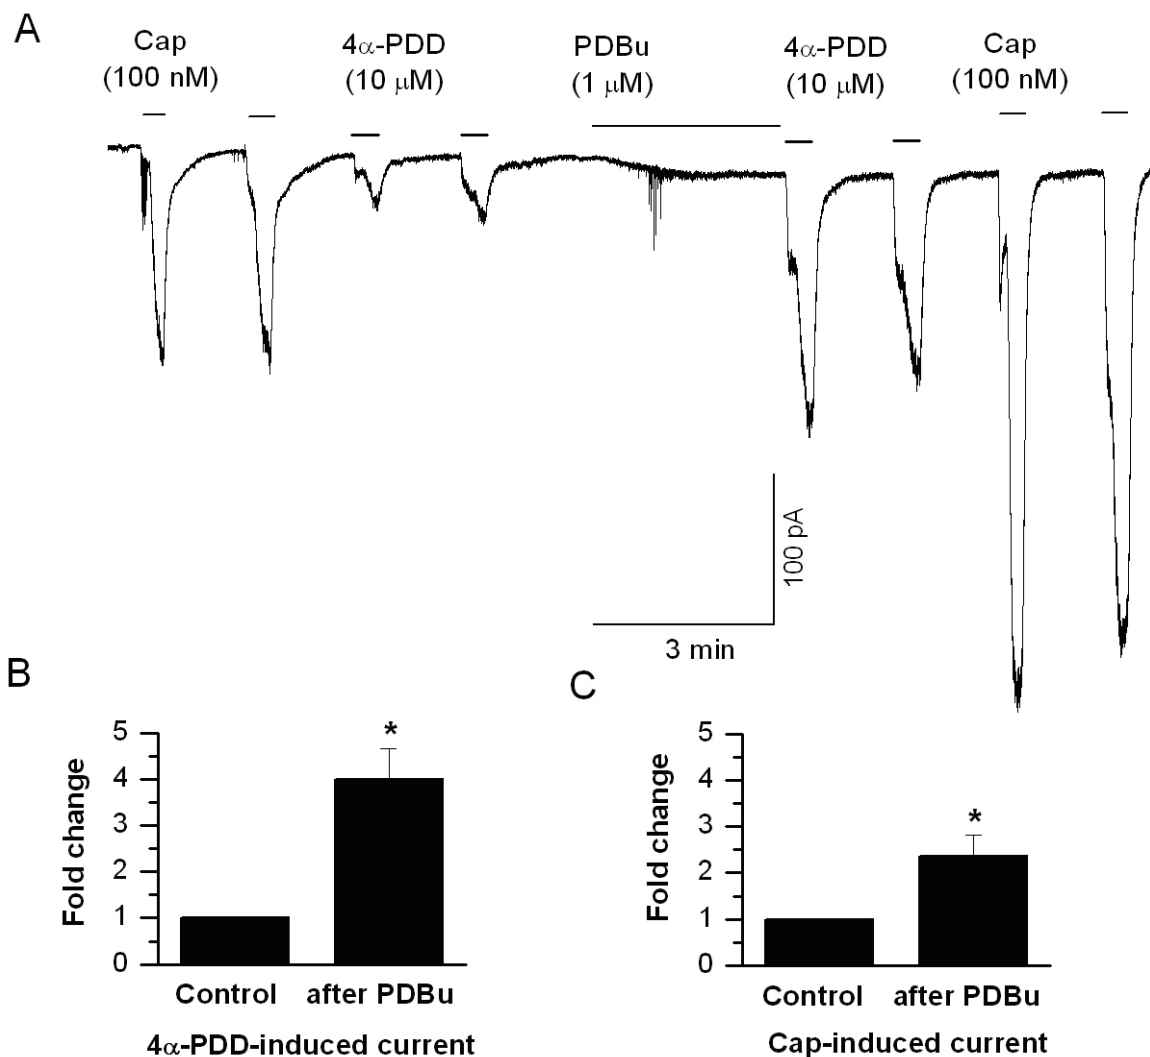 A
Cap
(100 nM)
4α-PDD
(10 μM)
PDBu
(1 μM)
4α-PDD
(10 μM)
Cap
(100 nM)
100 pA
3 min
B
Fold change
5
4
3
2
1
0
*
Control
after PDBu
4α-PDD-induced current
C
Fold change
5
4
3
2
1
0
*
Control
after PDBu
Cap-induced current